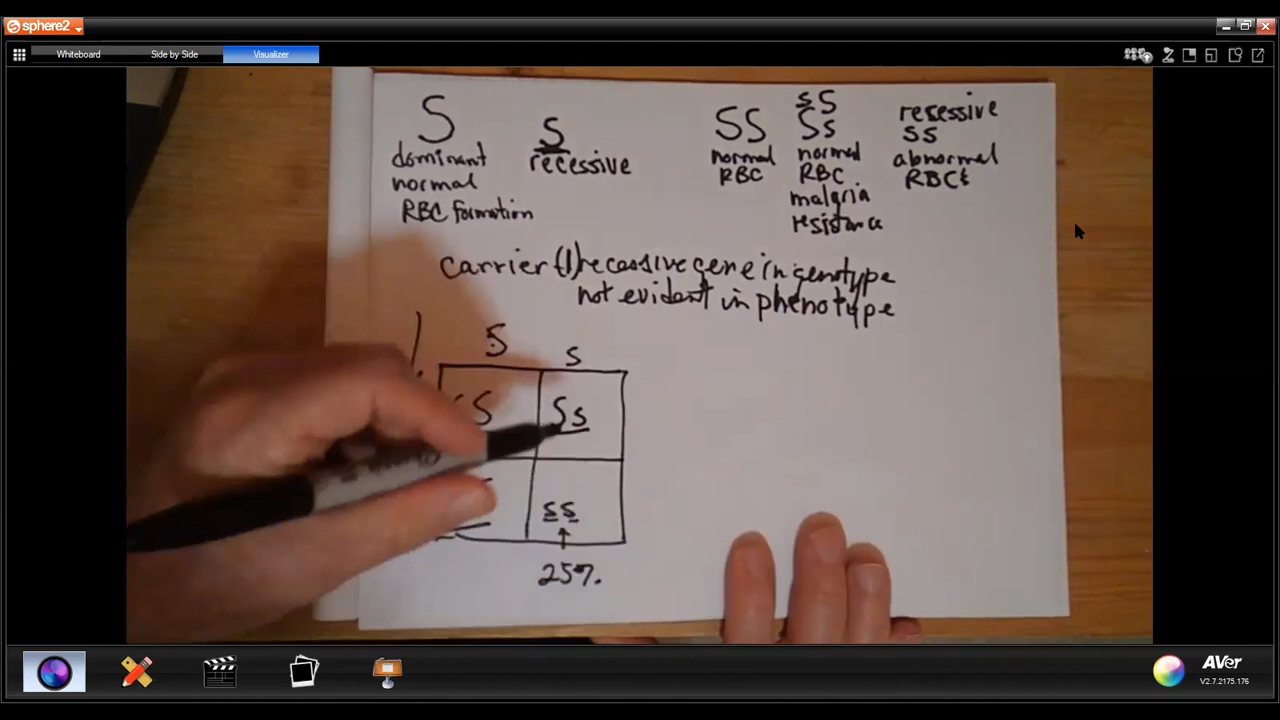 sphere2
Whiteboard
Side by Side
Visualizer
S
dominant
normal
RBC formation
s
recessive
SS
normal
RBC
sS
Ss
normal
RBC
malaria
resistance
resessive
ss
abnormal
RBCs
carrier (1) recessive gene in genotype
not evident in phenotype
S
s
S
Ss
ss
25%
AVer
V2.7.2175.176